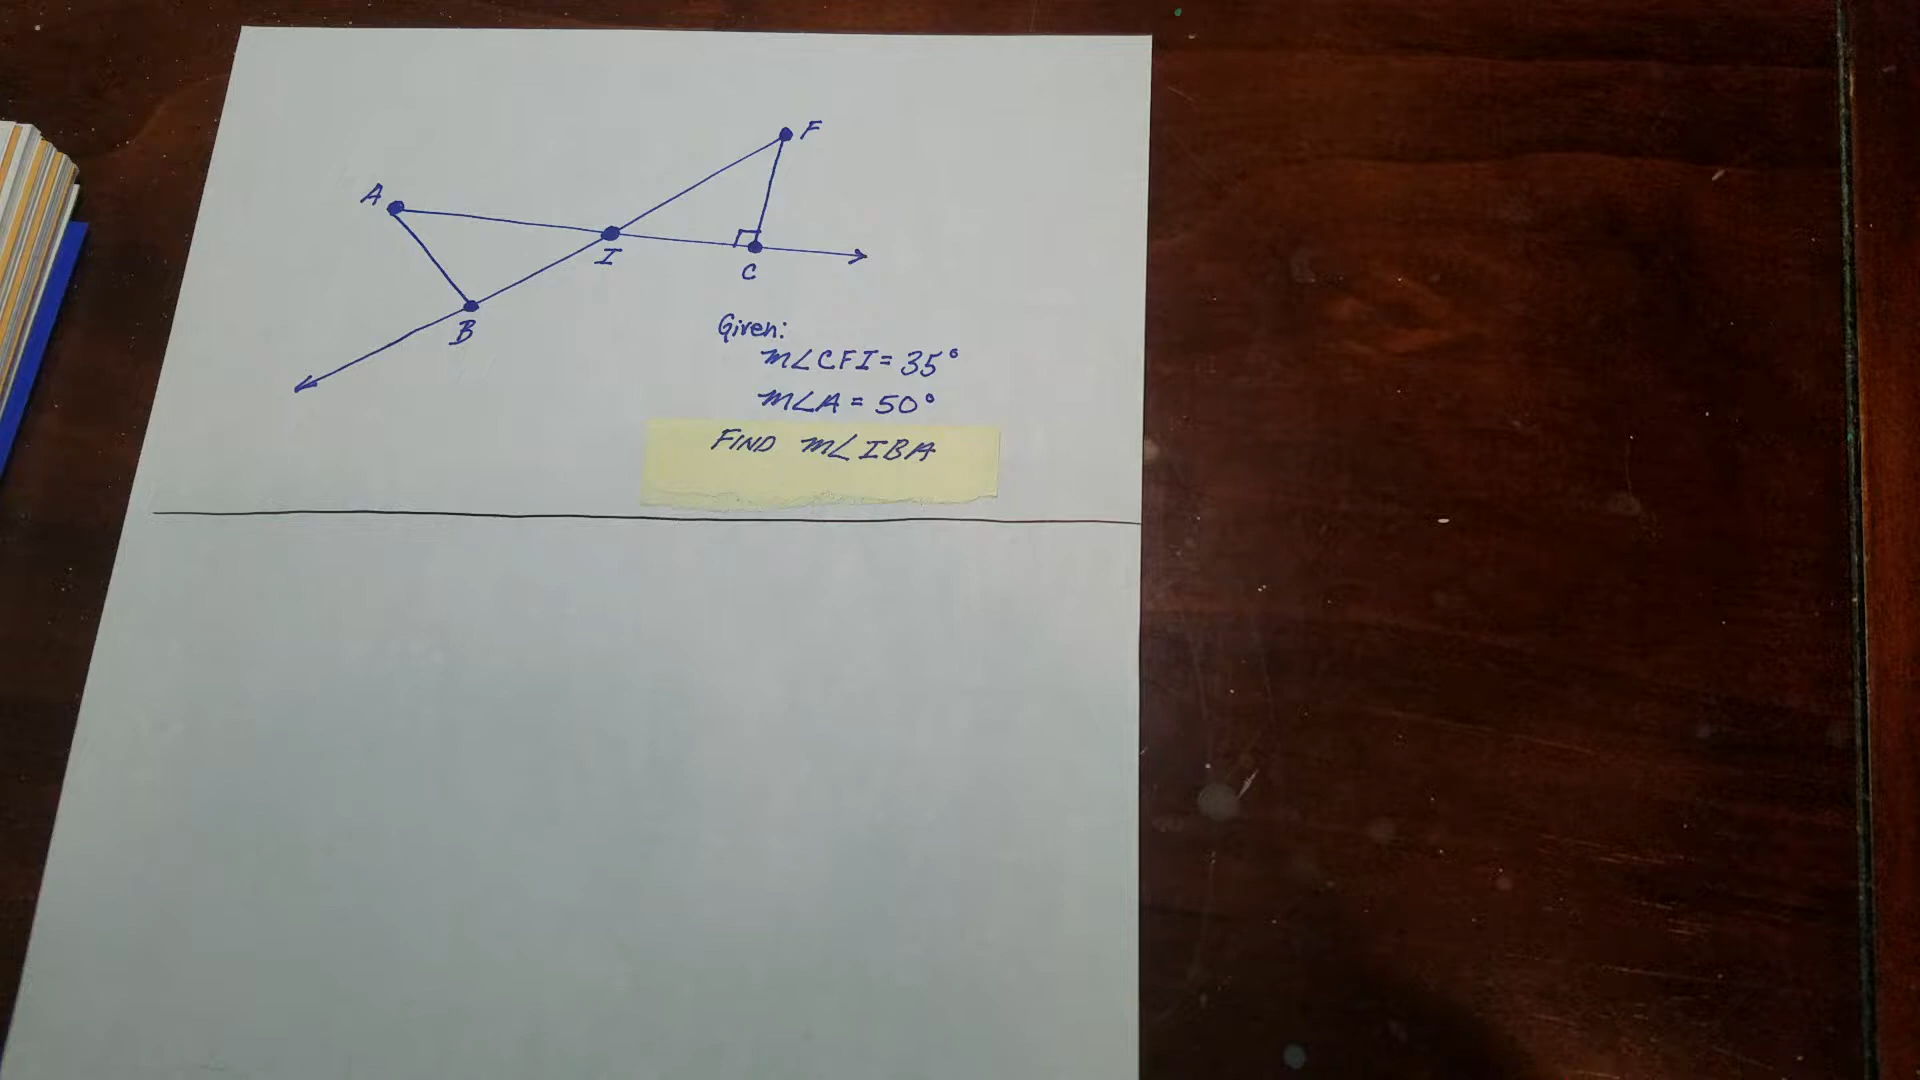 F
A
I
C
B
Given:
m∠CFI = 35°
m∠A = 50°
FIND m∠IBA